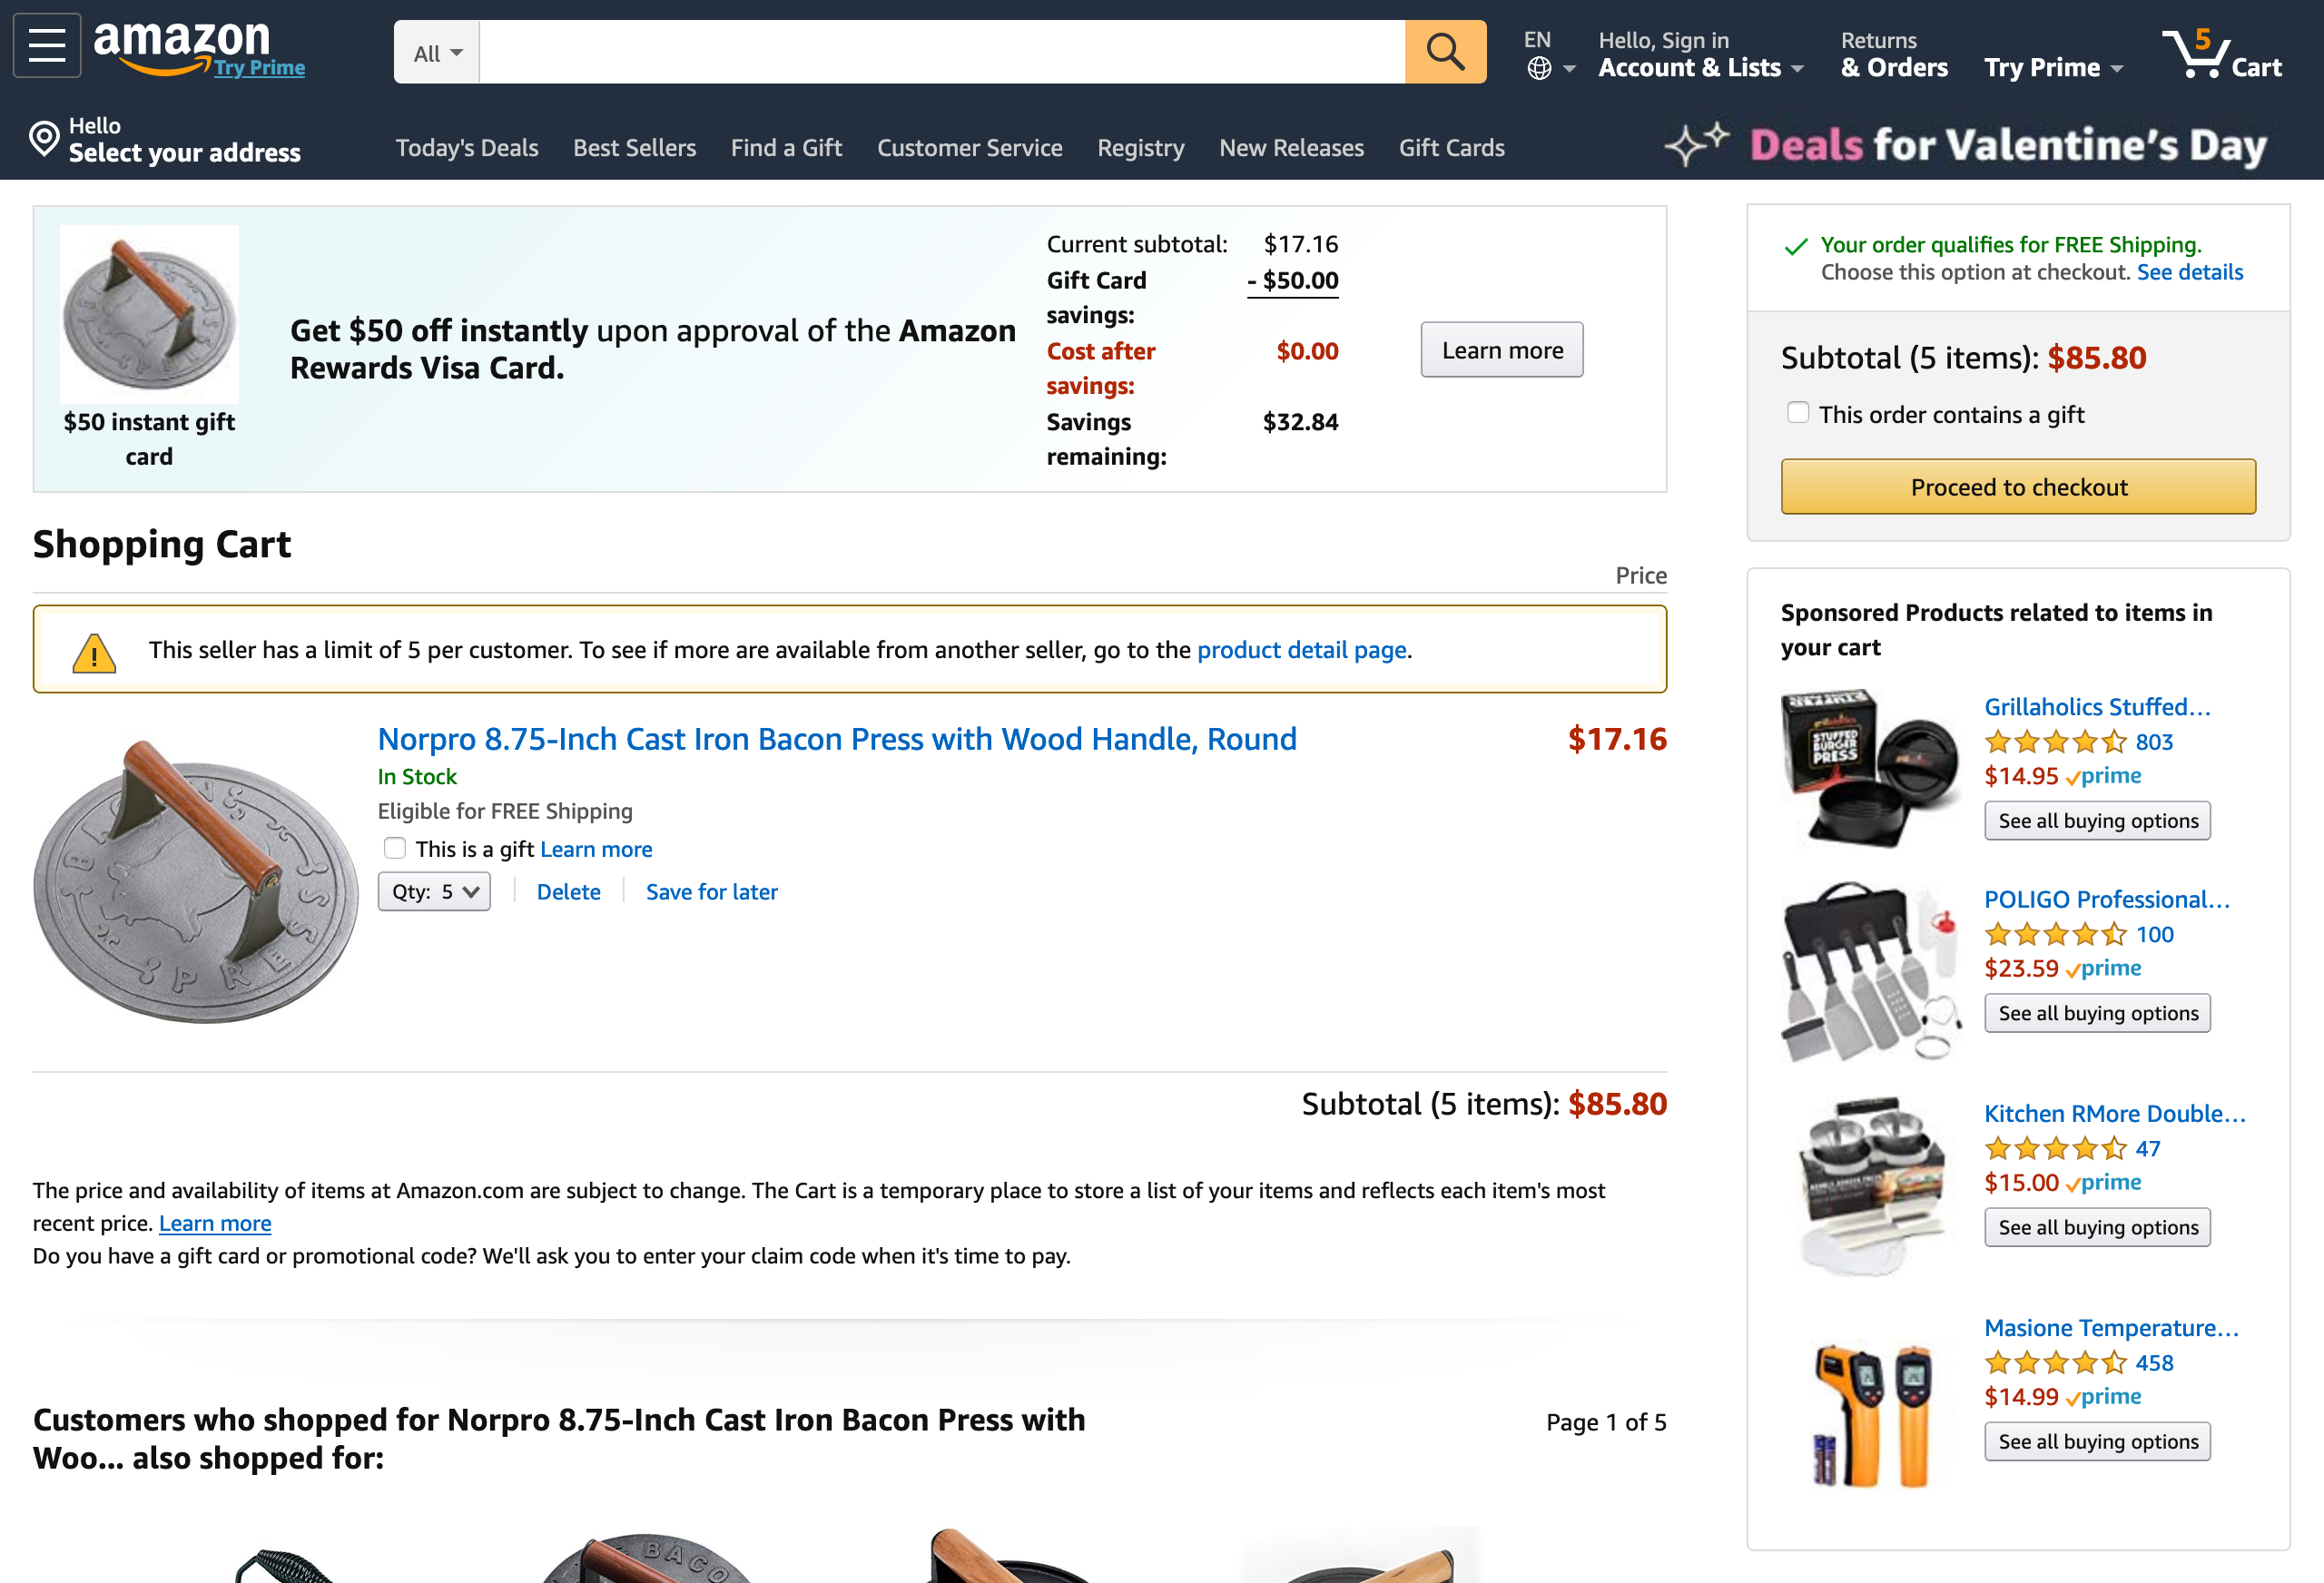 amazon
Try Prime
All
EN
Hello, Sign in
Account & Lists
Returns
& Orders
Try Prime
5
Cart
Hello
Select your address
Today's Deals
Best Sellers
Find a Gift
Customer Service
Registry
New Releases
Gift Cards
Deals for Valentine's Day
$50 instant gift
card
Get $50 off instantly upon approval of the Amazon
Rewards Visa Card.
Current subtotal: $17.16
Gift Card - $50.00
savings:
Cost after $0.00
savings:
Savings $32.84
remaining:
Learn more
Your order qualifies for FREE Shipping.
Choose this option at checkout. See details
Subtotal (5 items): $85.80
This order contains a gift
Proceed to checkout
Shopping Cart
Price
This seller has a limit of 5 per customer. To see if more are available from another seller, go to the product detail page.
BACON PRESS
Norpro 8.75-Inch Cast Iron Bacon Press with Wood Handle, Round
$17.16
In Stock
Eligible for FREE Shipping
This is a gift Learn more
Qty: 5
Delete
Save for later
Subtotal (5 items): $85.80
The price and availability of items at Amazon.com are subject to change. The Cart is a temporary place to store a list of your items and reflects each item's most
recent price. Learn more
Do you have a gift card or promotional code? We'll ask you to enter your claim code when it's time to pay.
Customers who shopped for Norpro 8.75-Inch Cast Iron Bacon Press with
Woo... also shopped for:
Page 1 of 5
BACO
Sponsored Products related to items in
your cart
STUFFED
BURGER
PRESS
Grillaholics Stuffed…
803
$14.95 prime
See all buying options
POLIGO Professional…
100
$23.59 prime
See all buying options
Kitchen RMore Double…
47
$15.00 prime
See all buying options
Masione Temperature…
458
$14.99 prime
See all buying options